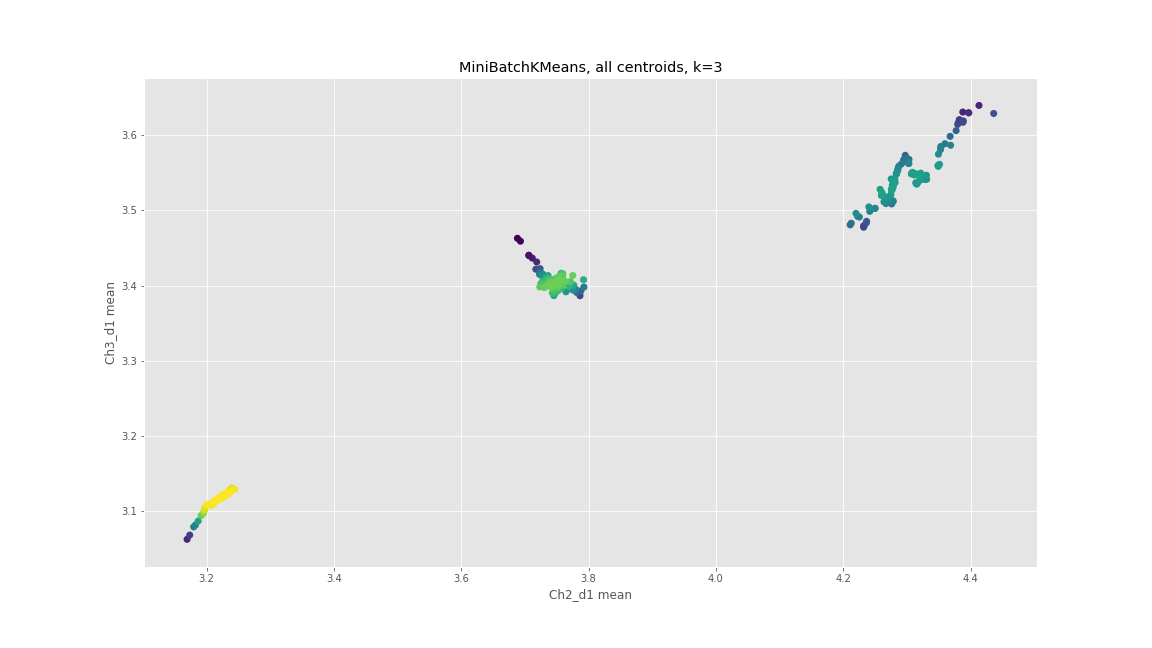 MiniBatchKMeans, all centroids, k=3
3.6
3.5
3.4
3.3
3.2
3.1
Ch3_d1 mean
3.2 3.4 3.6 3.8 4.0 4.2 4.4
Ch2_d1 mean